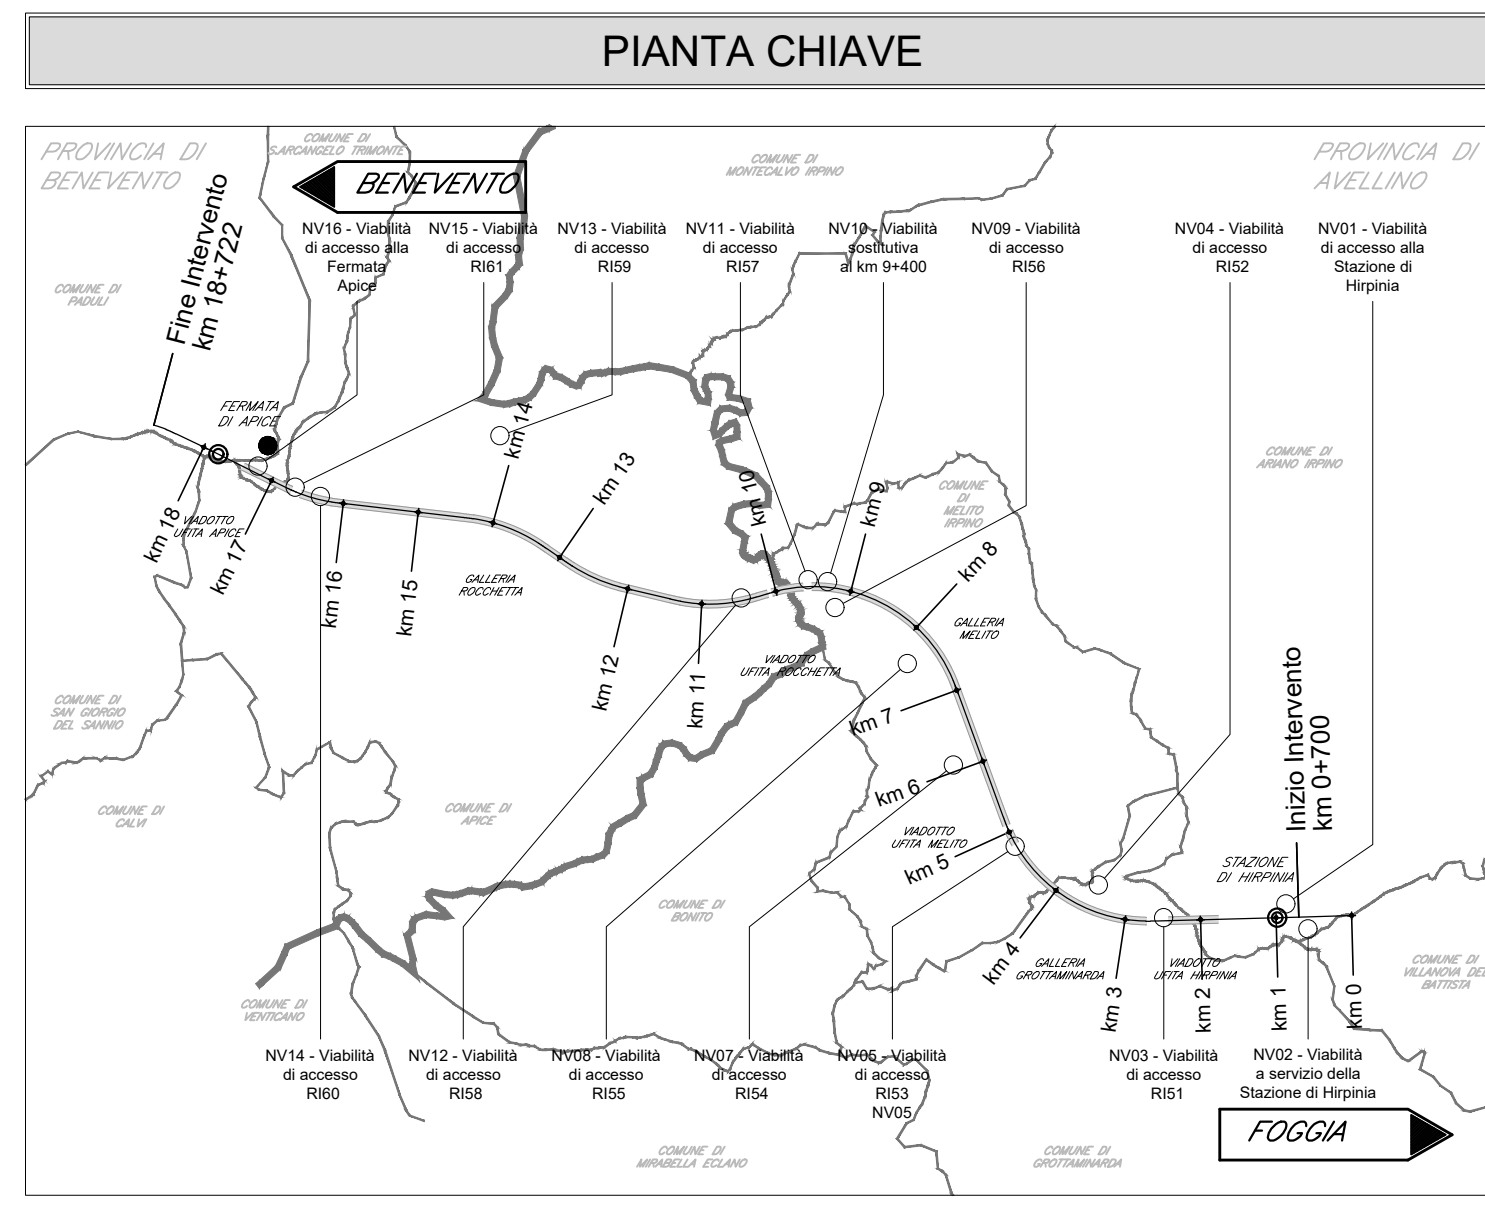 PIANTA CHIAVE
PROVINCIA DI
BENEVENTO
COMUNE DI
S.ARCANGELO TRIMONTE
BENEVENTO
COMUNE DI
MONTECALVO IRPINO
PROVINCIA DI
AVELLINO
Fine Intervento
km 18+722
NV16 - Viabilità
di accesso alla
Fermata
Apice
NV15 - Viabilità
di accesso
RI61
NV13 - Viabilità
di accesso
RI59
NV11 - Viabilità
di accesso
RI57
NV10 - Viabilità
sostitutiva
al km 9+400
NV09 - Viabilità
di accesso
RI56
NV04 - Viabilità
di accesso
RI52
NV01 - Viabilità
di accesso alla
Stazione di
Hirpinia
COMUNE DI
PADULI
FERMATA
DI APICE
COMUNE DI
ARIANO IRPINO
COMUNE
DI
MELITO
IRPINO
km 18
VIADOTTO
UFITA APICE
km 17
km 16
km 15
km 14
km 13
km 12
km 11
km 10
km 9
km 8
km 7
km 6
km 5
km 4
km 3
km 2
km 1
km 0
GALLERIA
ROCCHETTA
GALLERIA
MELITO
VIADOTTO
UFITA ROCCHETTA
COMUNE DI
SAN GIORGIO
DEL SANNIO
Inizio Intervento
km 0+700
COMUNE DI
CALVI
COMUNE DI
APICE
VIADOTTO
UFITA MELITO
STAZIONE
DI HIRPINIA
COMUNE DI
BONITO
GALLERIA
GROTTAMINARDA
VIADOTTO
UFITA HIRPINIA
COMUNE DI
VILLANOVA DEL
BATTISTA
COMUNE DI
VENTICANO
NV14 - Viabilità
di accesso
RI60
NV12 - Viabilità
di accesso
RI58
NV08 - Viabilità
di accesso
RI55
NV07 - Viabilità
di accesso
RI54
NV05 - Viabilità
di accesso
RI53
NV05
NV03 - Viabilità
di accesso
RI51
NV02 - Viabilità
a servizio della
Stazione di Hirpinia
FOGGIA
COMUNE DI
MIRABELLA ECLANO
COMUNE DI
GROTTAMINARDA